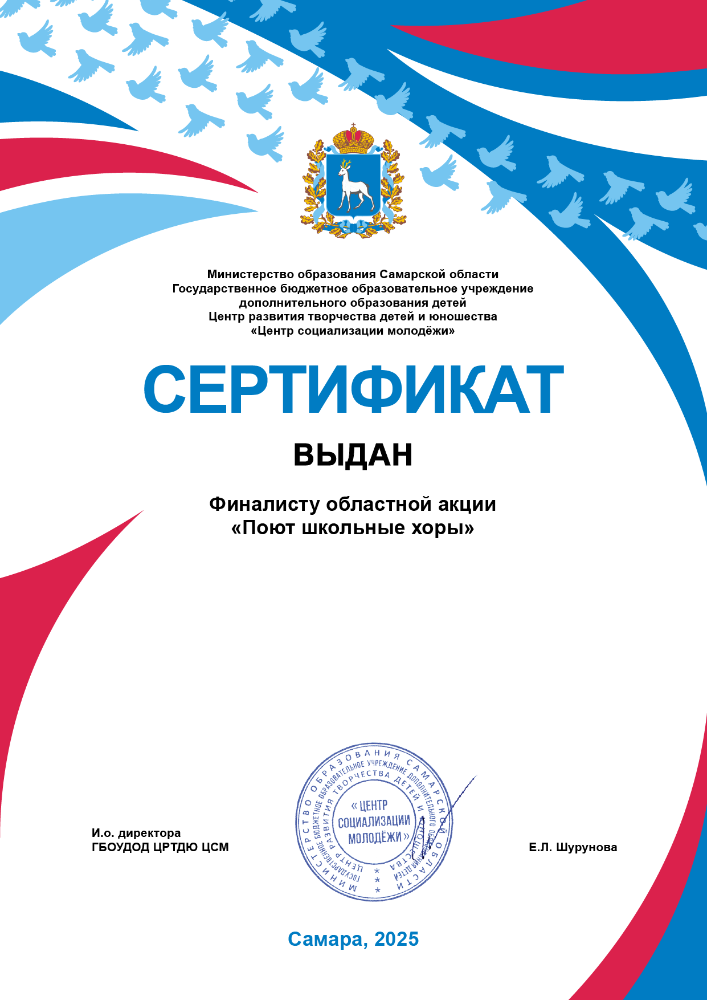 Министерство образования Самарской области
Государственное бюджетное образовательное учреждение
дополнительного образования детей
Центр развития творчества детей и юношества
«Центр социализации молодёжи»
СЕРТИФИКАТ
ВЫДАН
Финалисту областной акции
«Поют школьные хоры»
МИНИСТЕРСТВО ОБРАЗОВАНИЯ САМАРСКОЙ ОБЛАСТИ
ГОСУДАРСТВЕННОЕ БЮДЖЕТНОЕ ОБРАЗОВАТЕЛЬНОЕ УЧРЕЖДЕНИЕ ДОПОЛНИТЕЛЬНОГО ОБРАЗОВАНИЯ ДЕТЕЙ
ЦЕНТР РАЗВИТИЯ ТВОРЧЕСТВА ДЕТЕЙ И ЮНОШЕСТВА
«ЦЕНТР
СОЦИАЛИЗАЦИИ
МОЛОДЁЖИ»
И.о. директора
ГБОУДОД ЦРТДЮ ЦСМ
Е.Л. Шурунова
Самара, 2025